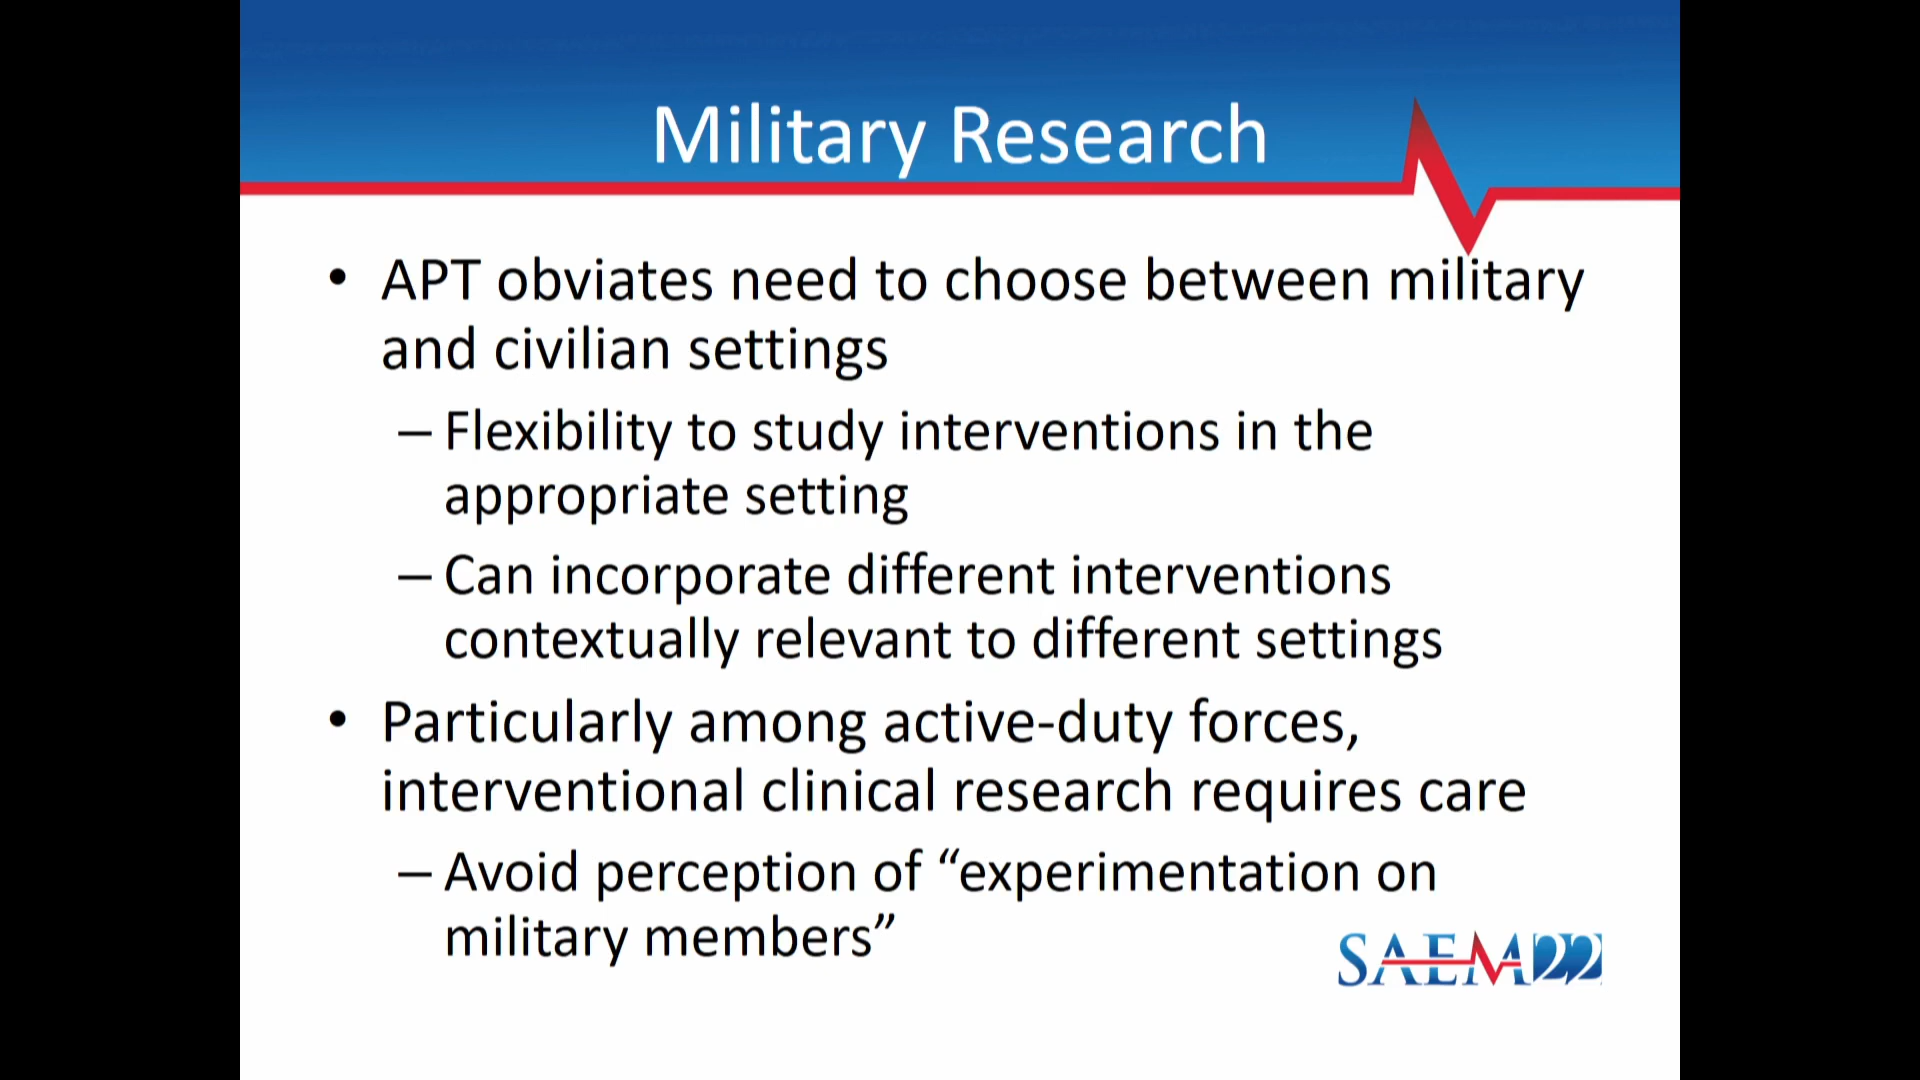 Military Research
• APT obviates need to choose between military
and civilian settings
– Flexibility to study interventions in the
appropriate setting
– Can incorporate different interventions
contextually relevant to different settings
• Particularly among active-duty forces,
interventional clinical research requires care
– Avoid perception of “experimentation on
military members”
SAEM22